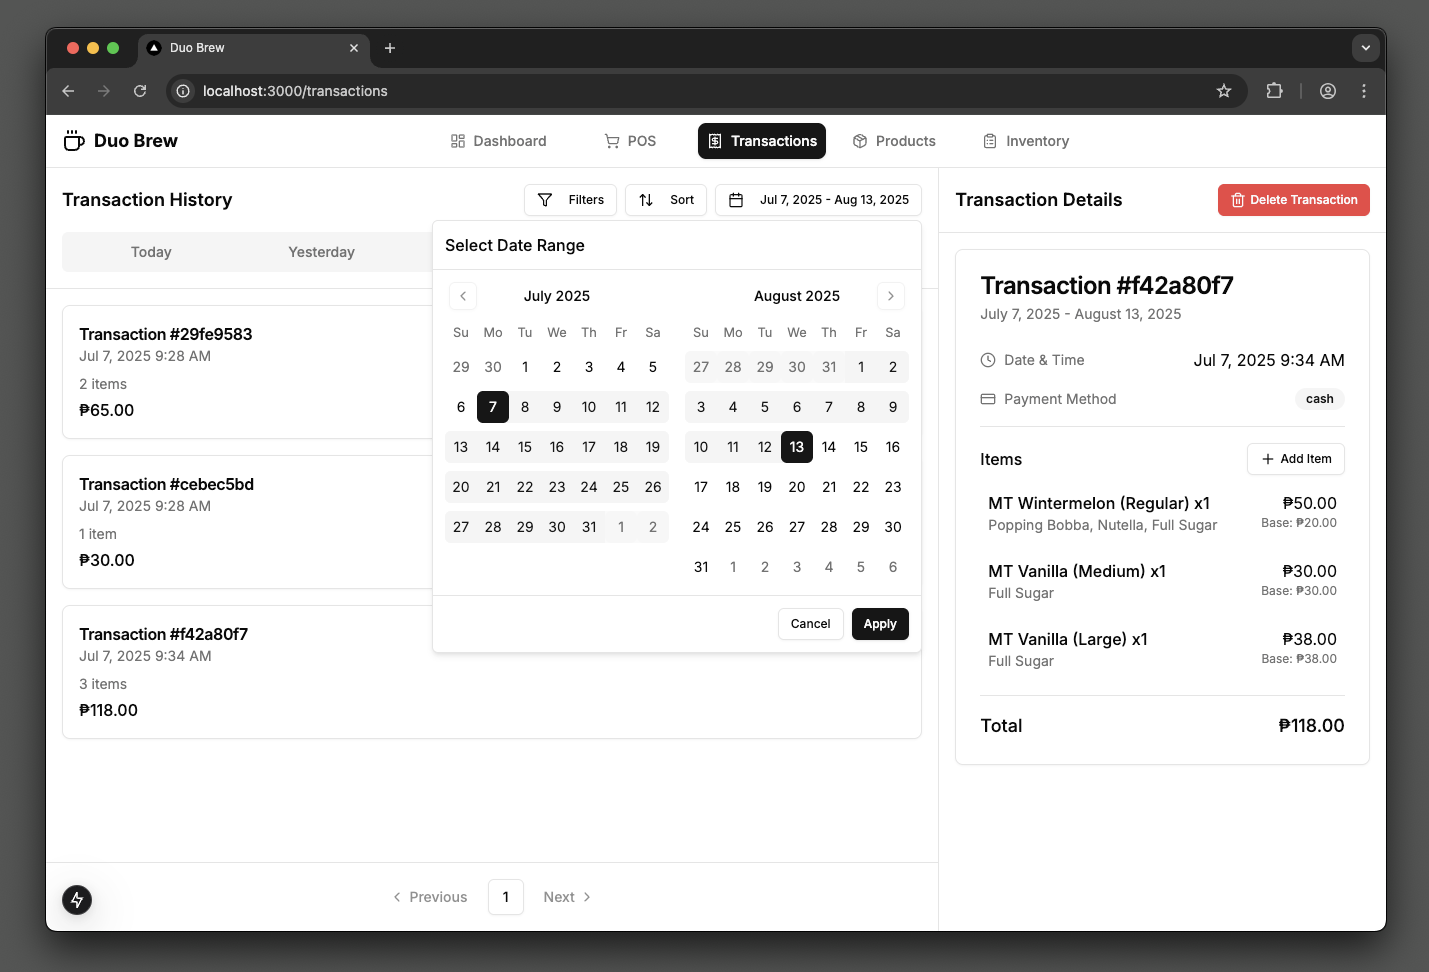 Duo Brew
localhost:3000/transactions
Duo Brew
Dashboard
POS
Transactions
Products
Inventory
Transaction History
Filters
Sort
Jul 7, 2025 - Aug 13, 2025
Today
Yesterday
Transaction #29fe9583
Jul 7, 2025 9:28 AM
2 items
₱65.00
Transaction #cebec5bd
Jul 7, 2025 9:28 AM
1 item
₱30.00
Transaction #f42a80f7
Jul 7, 2025 9:34 AM
3 items
₱118.00
Select Date Range
July 2025
Su Mo Tu We Th Fr Sa
29 30 1 2 3 4 5
6 7 8 9 10 11 12
13 14 15 16 17 18 19
20 21 22 23 24 25 26
27 28 29 30 31 1 2
August 2025
Su Mo Tu We Th Fr Sa
27 28 29 30 31 1 2
3 4 5 6 7 8 9
10 11 12 13 14 15 16
17 18 19 20 21 22 23
24 25 26 27 28 29 30
31 1 2 3 4 5 6
Cancel
Apply
Previous
1
Next
Transaction Details
Delete Transaction
Transaction #f42a80f7
July 7, 2025 - August 13, 2025
Date & Time Jul 7, 2025 9:34 AM
Payment Method cash
Items
Add Item
MT Wintermelon (Regular) x1 ₱50.00
Popping Bobba, Nutella, Full Sugar Base: ₱20.00
MT Vanilla (Medium) x1 ₱30.00
Full Sugar Base: ₱30.00
MT Vanilla (Large) x1 ₱38.00
Full Sugar Base: ₱38.00
Total ₱118.00